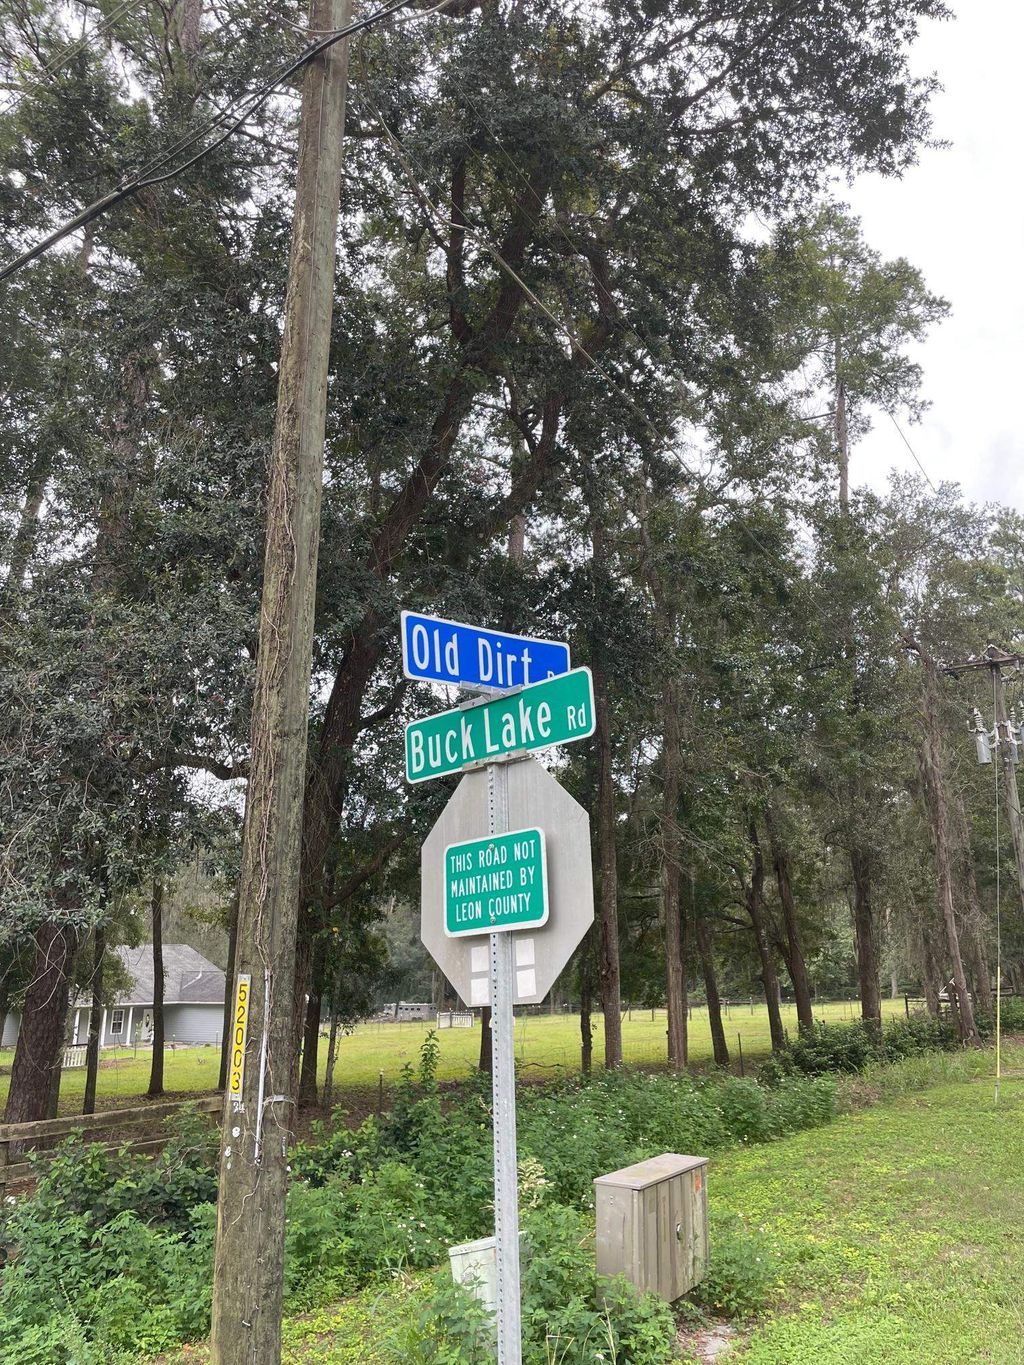 Old Dirt
Buck Lake Rd
THIS ROAD NOT
MAINTAINED BY
LEON COUNTY
52003